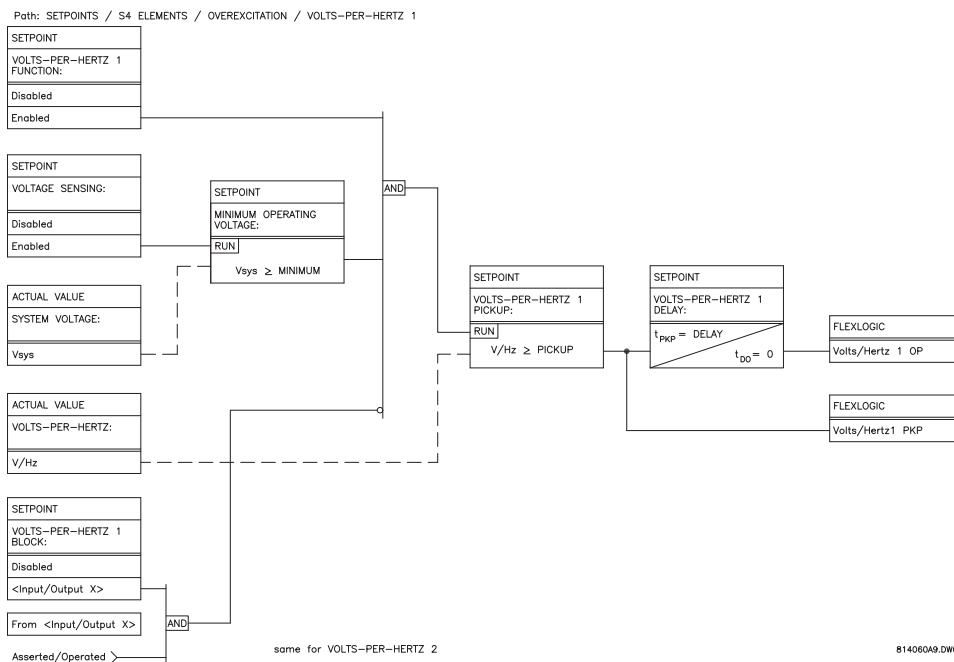 Path: SETPOINTS / S4 ELEMENTS / OVEREXCITATION / VOLTS-PER-HERTZ 1
SETPOINT
VOLTS-PER-HERTZ 1
FUNCTION:
Disabled
Enabled
SETPOINT
VOLTAGE SENSING:
Disabled
Enabled
SETPOINT
MINIMUM OPERATING
VOLTAGE:
RUN
Vsys ≥ MINIMUM
AND
ACTUAL VALUE
SYSTEM VOLTAGE:
Vsys
ACTUAL VALUE
VOLTS-PER-HERTZ:
V/Hz
SETPOINT
VOLTS-PER-HERTZ 1
PICKUP:
RUN
V/Hz ≥ PICKUP
SETPOINT
VOLTS-PER-HERTZ 1
DELAY:
tPKP = DELAY
tDO = 0
FLEXLOGIC
Volts/Hertz 1 OP
FLEXLOGIC
Volts/Hertz1 PKP
SETPOINT
VOLTS-PER-HERTZ 1
BLOCK:
Disabled
<Input/Output X>
From <Input/Output X>
AND
Asserted/Operated
same for VOLTS-PER-HERTZ 2